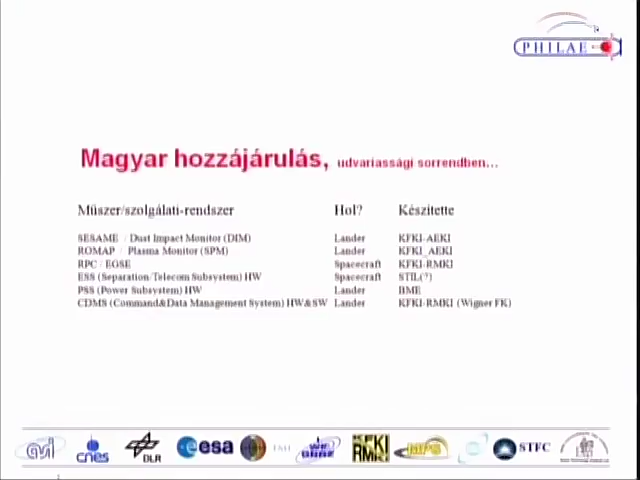 PHILAE
Magyar hozzájárulás, udvariassági sorrendben...
Műszer/szolgálati-rendszer Hol? Készítette
SESAME / Dust Impact Monitor (DIM) Lander KFKI-AEKI
ROMAP / Plasma Monitor (SPM) Lander KFKI_AEKI
RPC / EGSE Spacecraft KFKI-RMKI
ESS (Separation/Telecom Subsystem) HW Spacecraft STIL(?)
PSS (Power Subsystem) HW Lander BME
CDMS (Command&Data Management System) HW&SW Lander KFKI-RMKI (Wigner FK)
cnes DLR esa KFKI RMKI MPS STFC